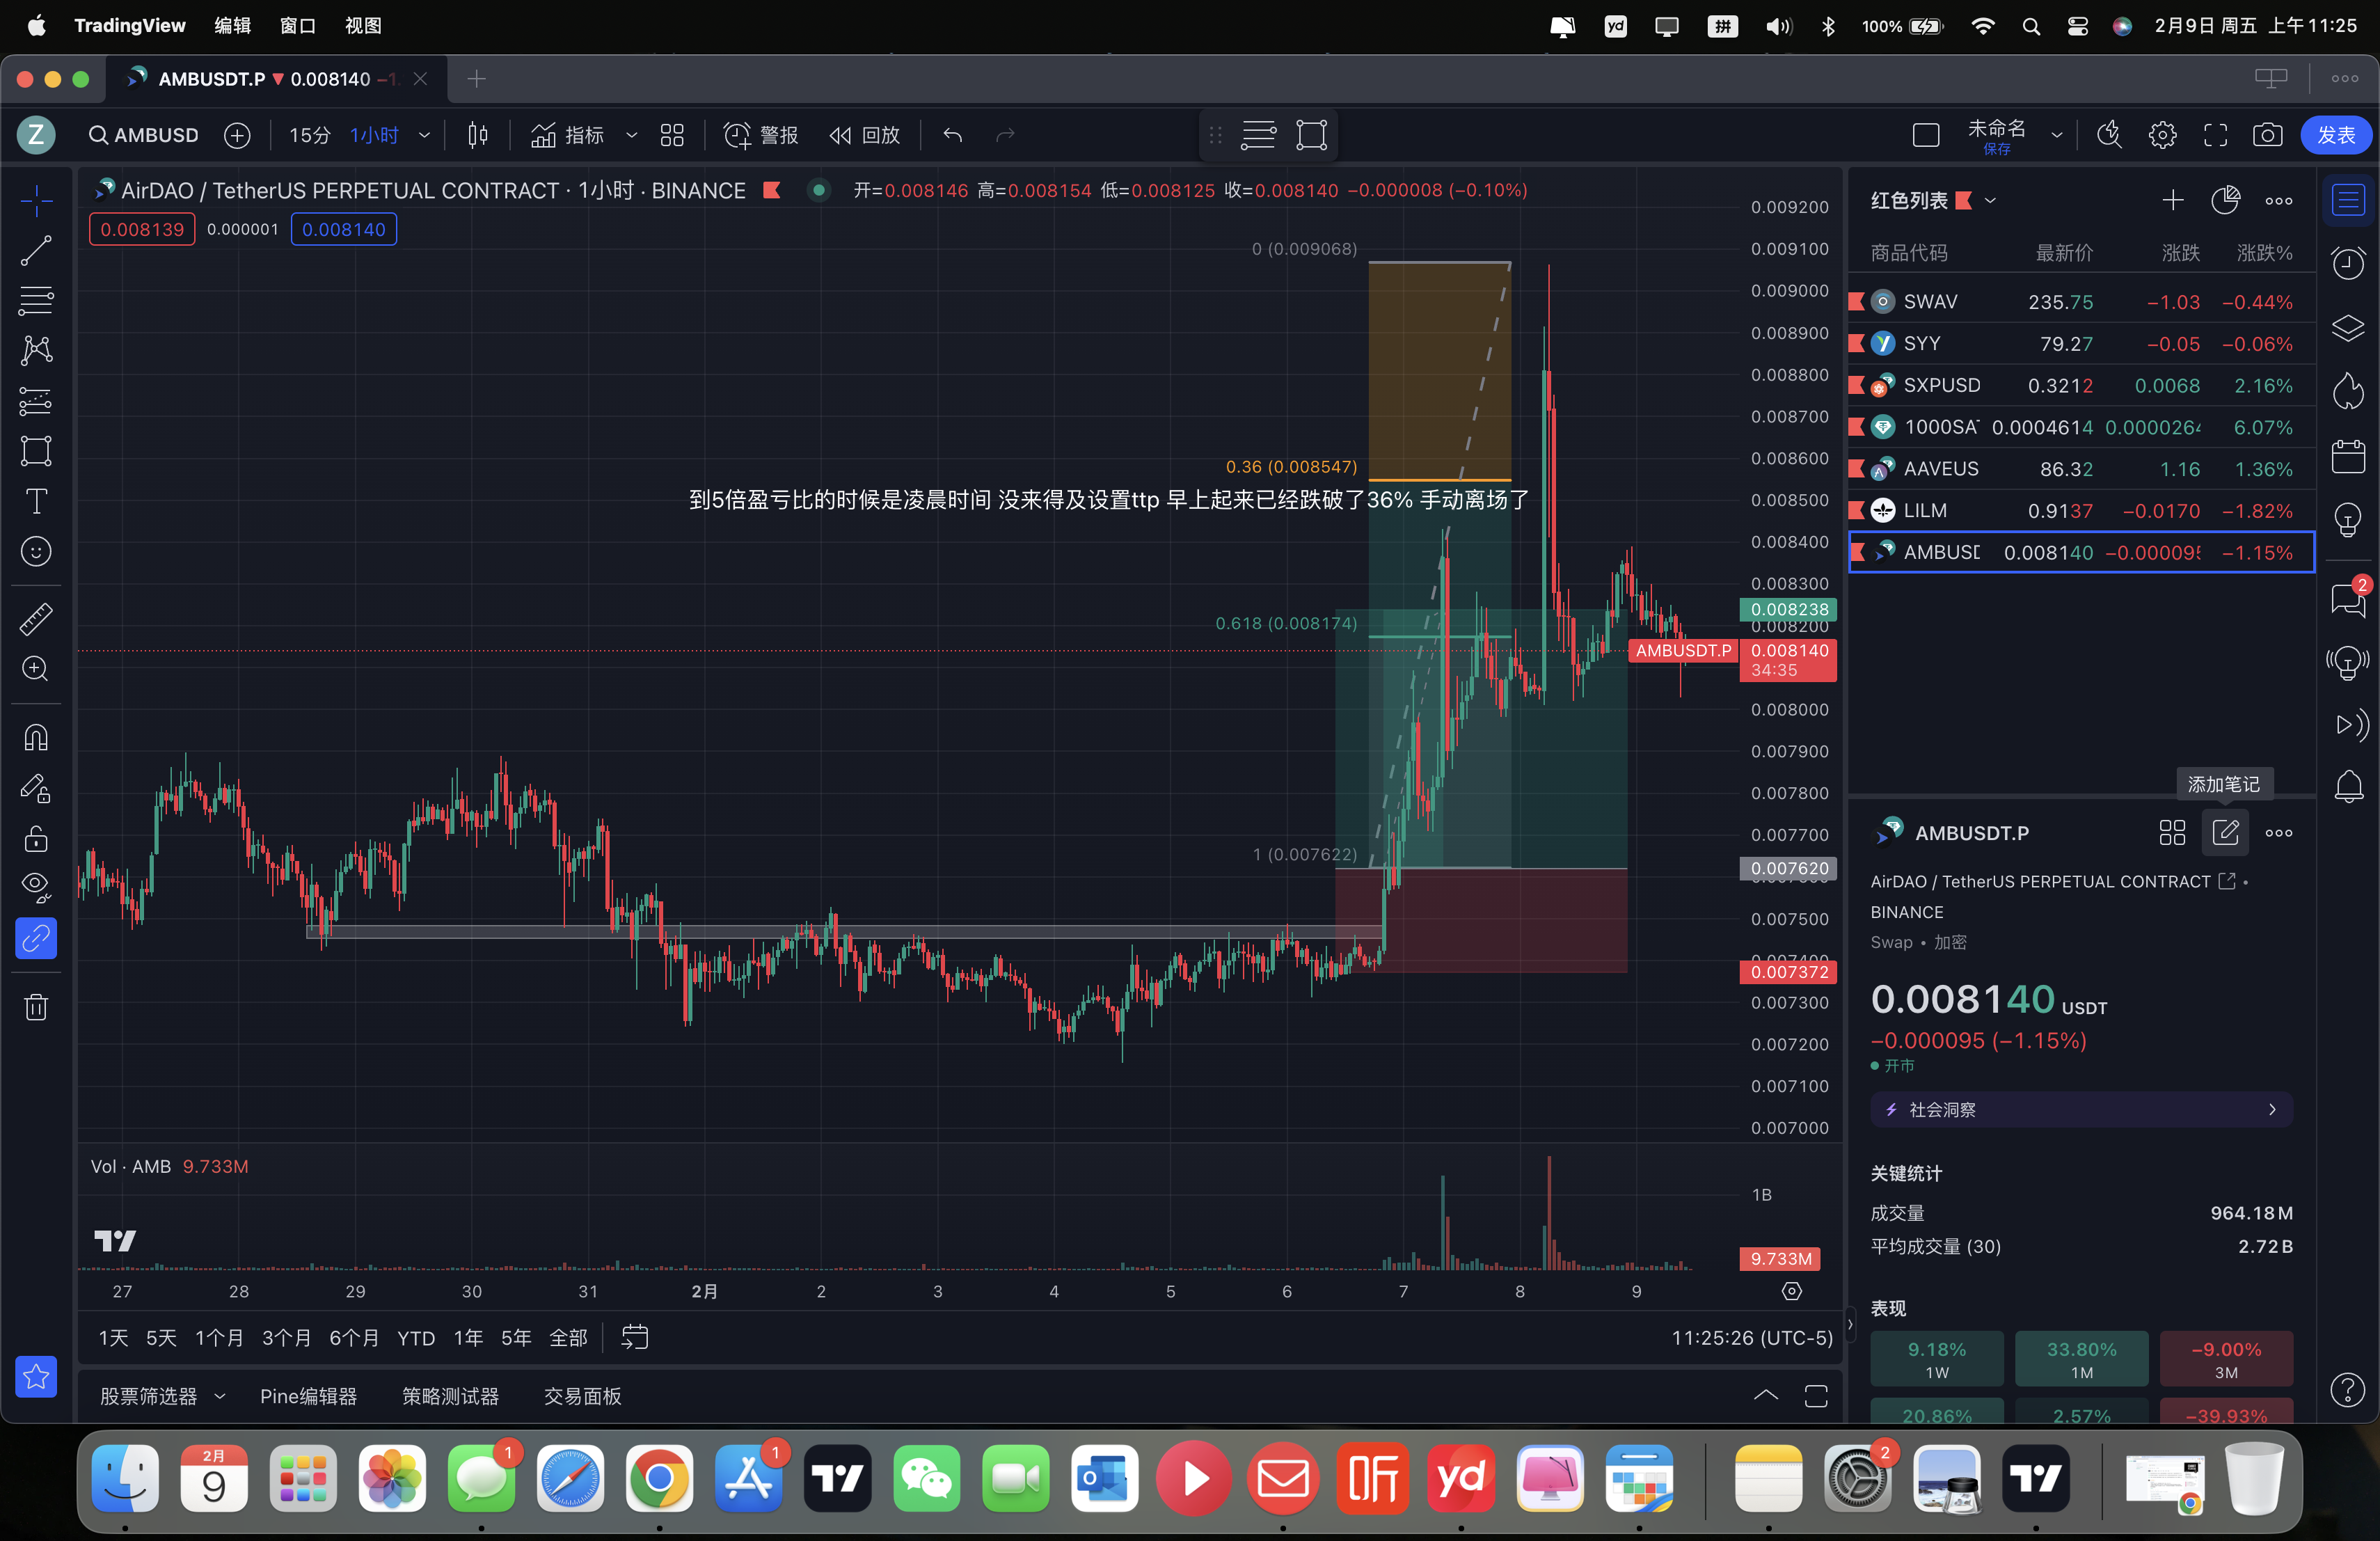 TradingView 编辑 窗口 视图 yd 拼 100% 2月9日 周五 上午11:25
AMBUSDT.P ▼ 0.008140 −1.
Z AMBUSD 15分 1小时 指标 警报 回放 未命名 保存 发表
AirDAO / TetherUS PERPETUAL CONTRACT · 1小时 · BINANCE 开=0.008146 高=0.008154 低=0.008125 收=0.008140 −0.000008 (−0.10%)
0.008139 0.000001 0.008140
0 (0.009068)
0.36 (0.008547)
到5倍盈亏比的时候是凌晨时间 没来得及设置ttp 早上起来已经跌破了36% 手动离场了
0.618 (0.008174)
1 (0.007622)
0.009200
0.009100
0.009000
0.008900
0.008800
0.008700
0.008600
0.008500
0.008400
0.008300
0.008238
0.008200
AMBUSDT.P 0.008140
34:35
0.008000
0.007900
0.007800
0.007700
0.007620
0.007500
0.007400
0.007372
0.007300
0.007200
0.007100
0.007000
Vol · AMB 9.733M
1B
9.733M
27 28 29 30 31 2月 2 3 4 5 6 7 8 9
1天 5天 1个月 3个月 6个月 YTD 1年 5年 全部 11:25:26 (UTC-5)
股票筛选器 Pine编辑器 策略测试器 交易面板
红色列表
商品代码 最新价 涨跌 涨跌%
SWAV 235.75 −1.03 −0.44%
SYY 79.27 −0.05 −0.06%
SXPUSD 0.3212 0.0068 2.16%
1000SA 0.0004614 0.0000264 6.07%
AAVEUS 86.32 1.16 1.36%
LILM 0.9137 −0.0170 −1.82%
AMBUSD 0.008140 −0.000095 −1.15%
2
添加笔记
AMBUSDT.P
AirDAO / TetherUS PERPETUAL CONTRACT •
BINANCE
Swap • 加密
0.008140 USDT
−0.000095 (−1.15%)
开市
社会洞察
关键统计
成交量 964.18M
平均成交量 (30) 2.72B
表现
9.18% 33.80% −9.00%
1W 1M 3M
20.86% 2.57% −39.93%
2月 9 1 1 听 yd 2